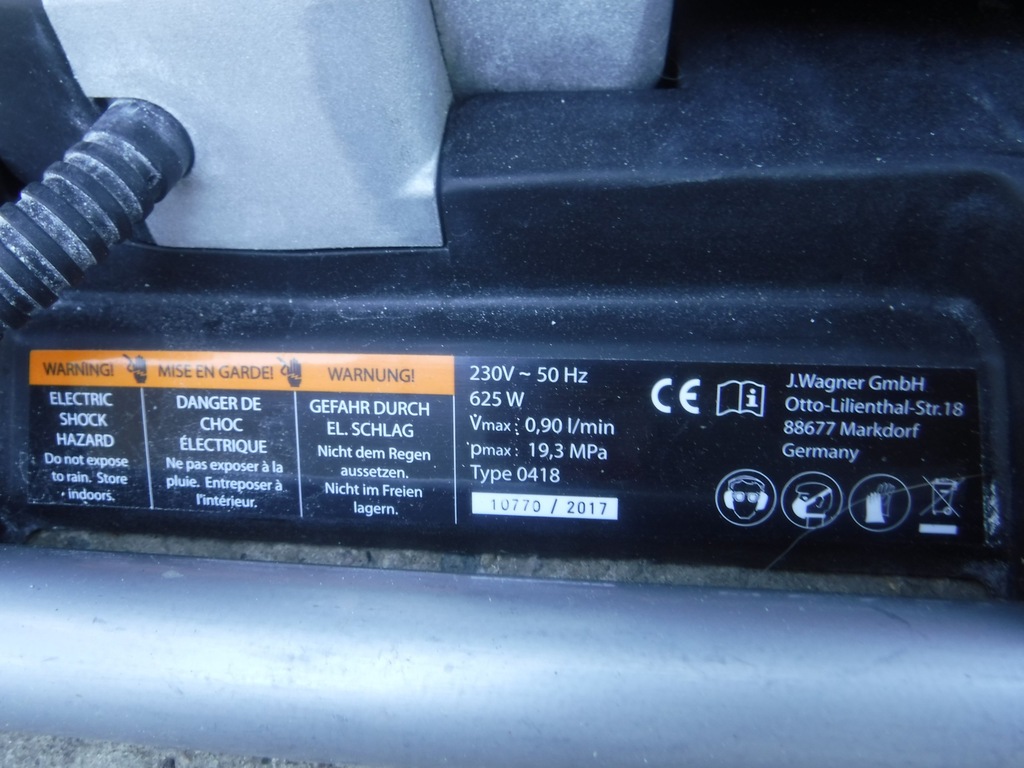 WARNING!
ELECTRIC
SHOCK
HAZARD
Do not expose
to rain. Store
indoors.
MISE EN GARDE!
DANGER DE
CHOC
ÉLECTRIQUE
Ne pas exposer à la
pluie. Entreposer à
l'intérieur.
WARNUNG!
GEFAHR DURCH
EL. SCHLAG
Nicht dem Regen
aussetzen.
Nicht im Freien
lagern.
230V ~ 50 Hz
625 W
V̇max : 0,90 l/min
pmax : 19,3 MPa
Type 0418
10770 / 2017
CE
J.Wagner GmbH
Otto-Lilienthal-Str.18
88677 Markdorf
Germany